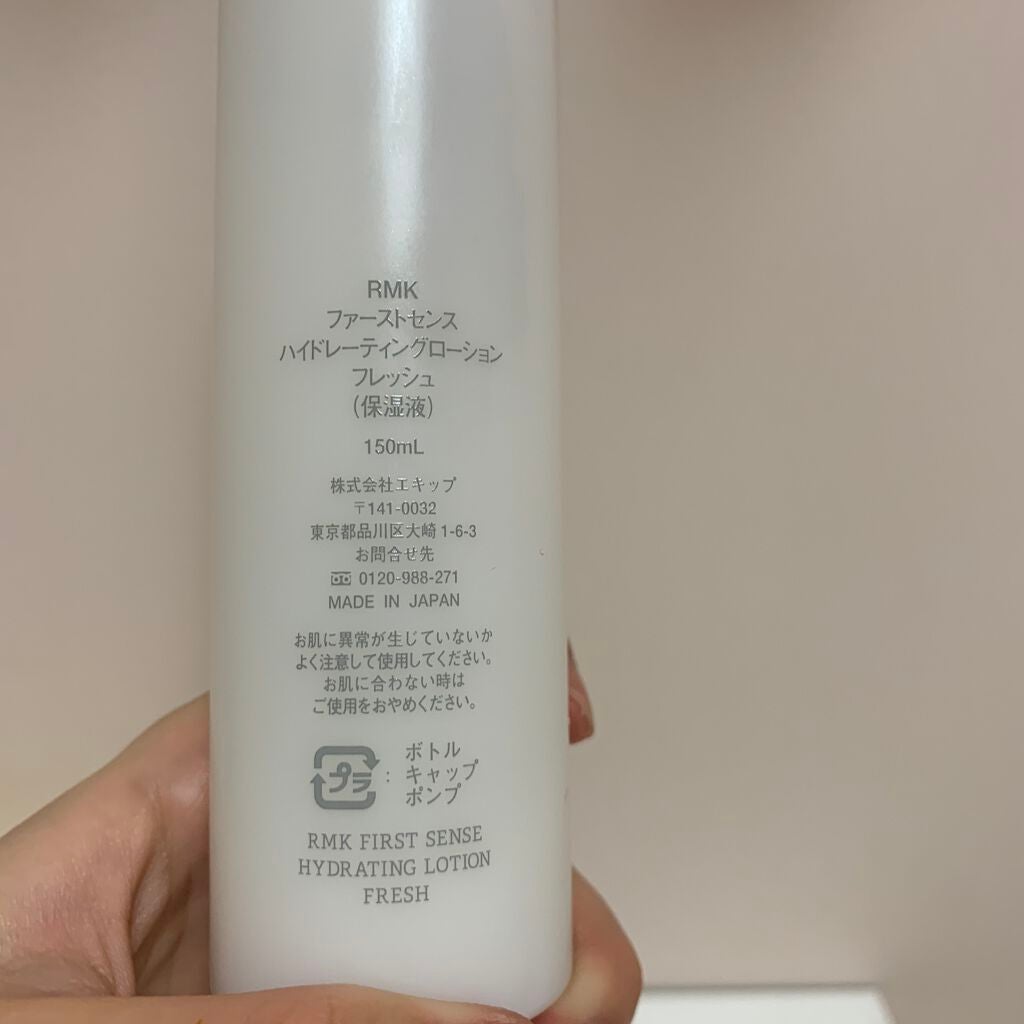 RMK
ファーストセンス
ハイドレーティングローション
フレッシュ
(保湿液)
150mL
株式会社エキップ
〒141-0032
東京都品川区大崎1-6-3
お問合せ先
0120-988-271
MADE IN JAPAN
お肌に異常が生じていないか
よく注意して使用してください。
お肌に合わない時は
ご使用をおやめください。
プラ : ボトル
キャップ
ポンプ
RMK FIRST SENSE
HYDRATING LOTION
FRESH